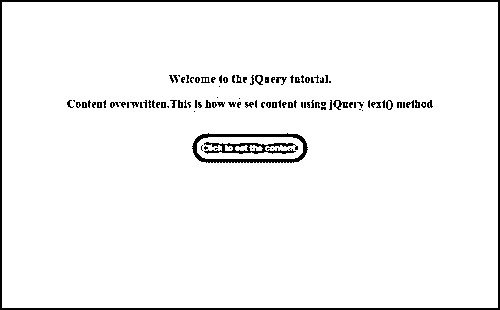 Welcome to the jQuery tutorial.
Content overwritten.This is how we set content using jQuery text() method
Click to set the content